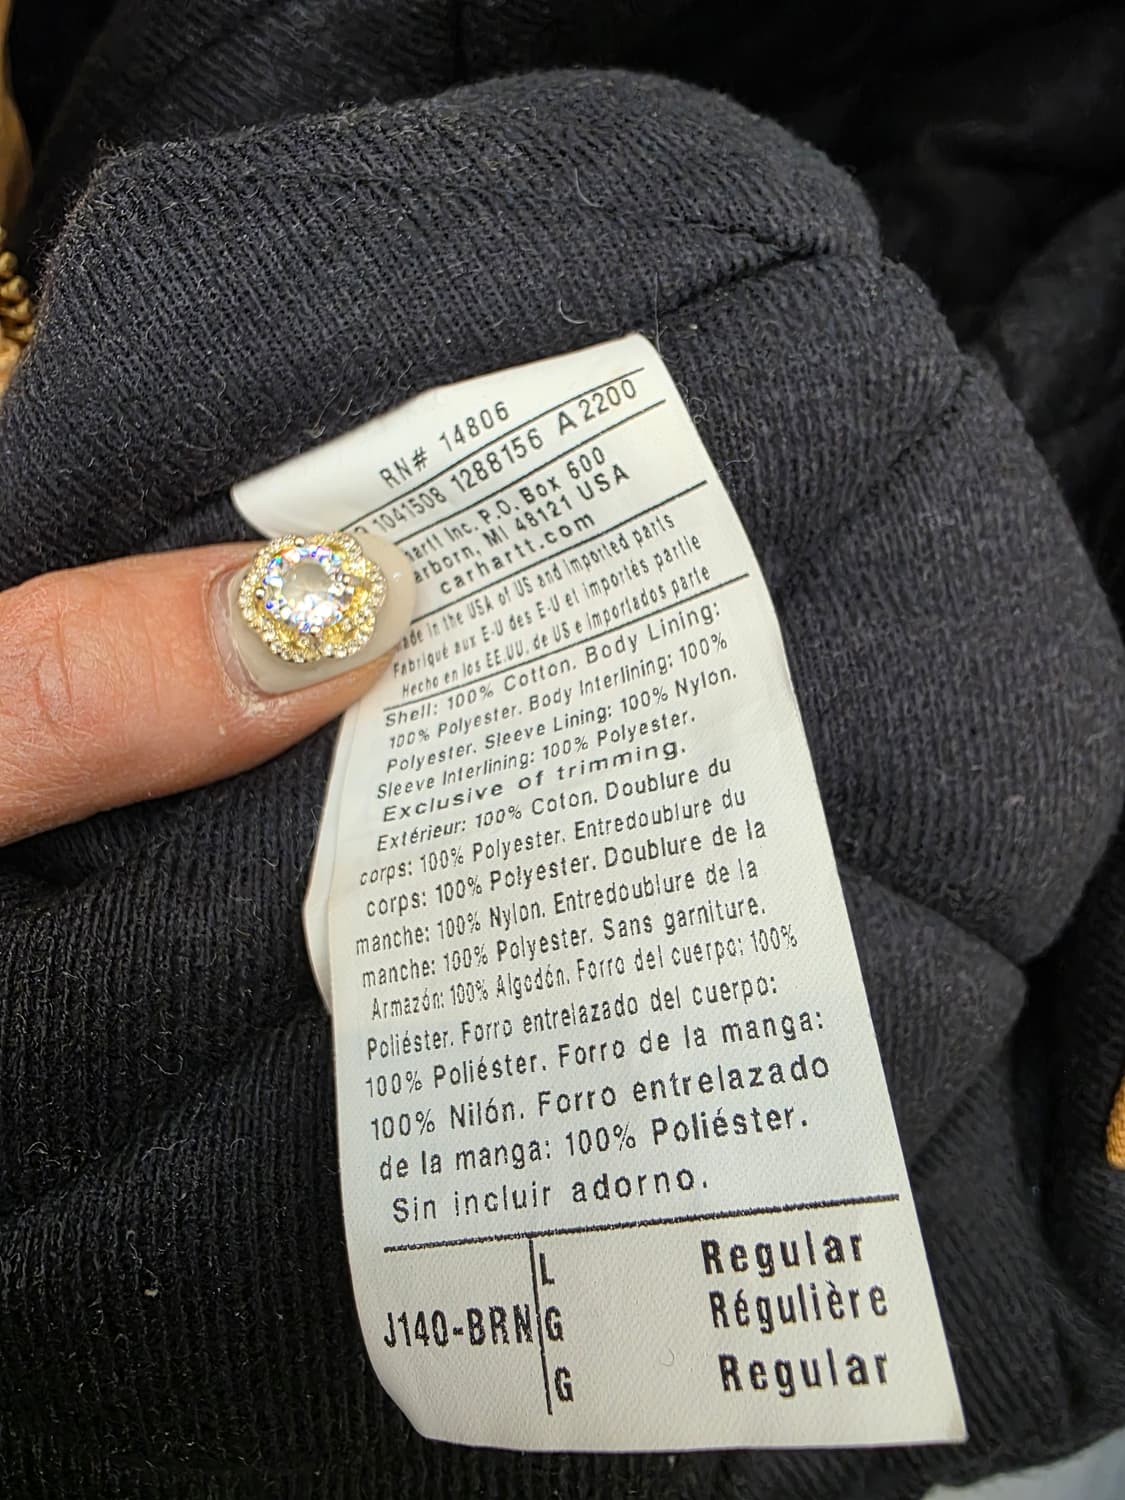 RN# 14806
1041508 1288156 A 2200
Inc. P.O. Box 600
MI 48121 USA
carhartt.com
in the USA of US and imported parts
Fabriqué aux E-U des E-U et importés partie
Hecho en los EE.UU. de US e importados parte
Shell: 100% Cotton. Body Lining:
100% Polyester. Body Interlining: 100%
Polyester. Sleeve Lining: 100% Nylon.
Sleeve Interlining: 100% Polyester.
Exclusive of trimming.
Extérieur: 100% Coton. Doublure du
corps: 100% Polyester. Entredoublure du
corps: 100% Polyester. Doublure de la
manche: 100% Nylon. Entredoublure de la
manche: 100% Polyester. Sans garniture.
Armazón: 100% Algodón. Forro del cuerpo: 100%
Poliéster. Forro entrelazado del cuerpo:
100% Poliéster. Forro de la manga:
100% Nilón. Forro entrelazado
de la manga: 100% Poliéster.
Sin incluir adorno.
L Regular
J140-BRN G Régulière
G Regular